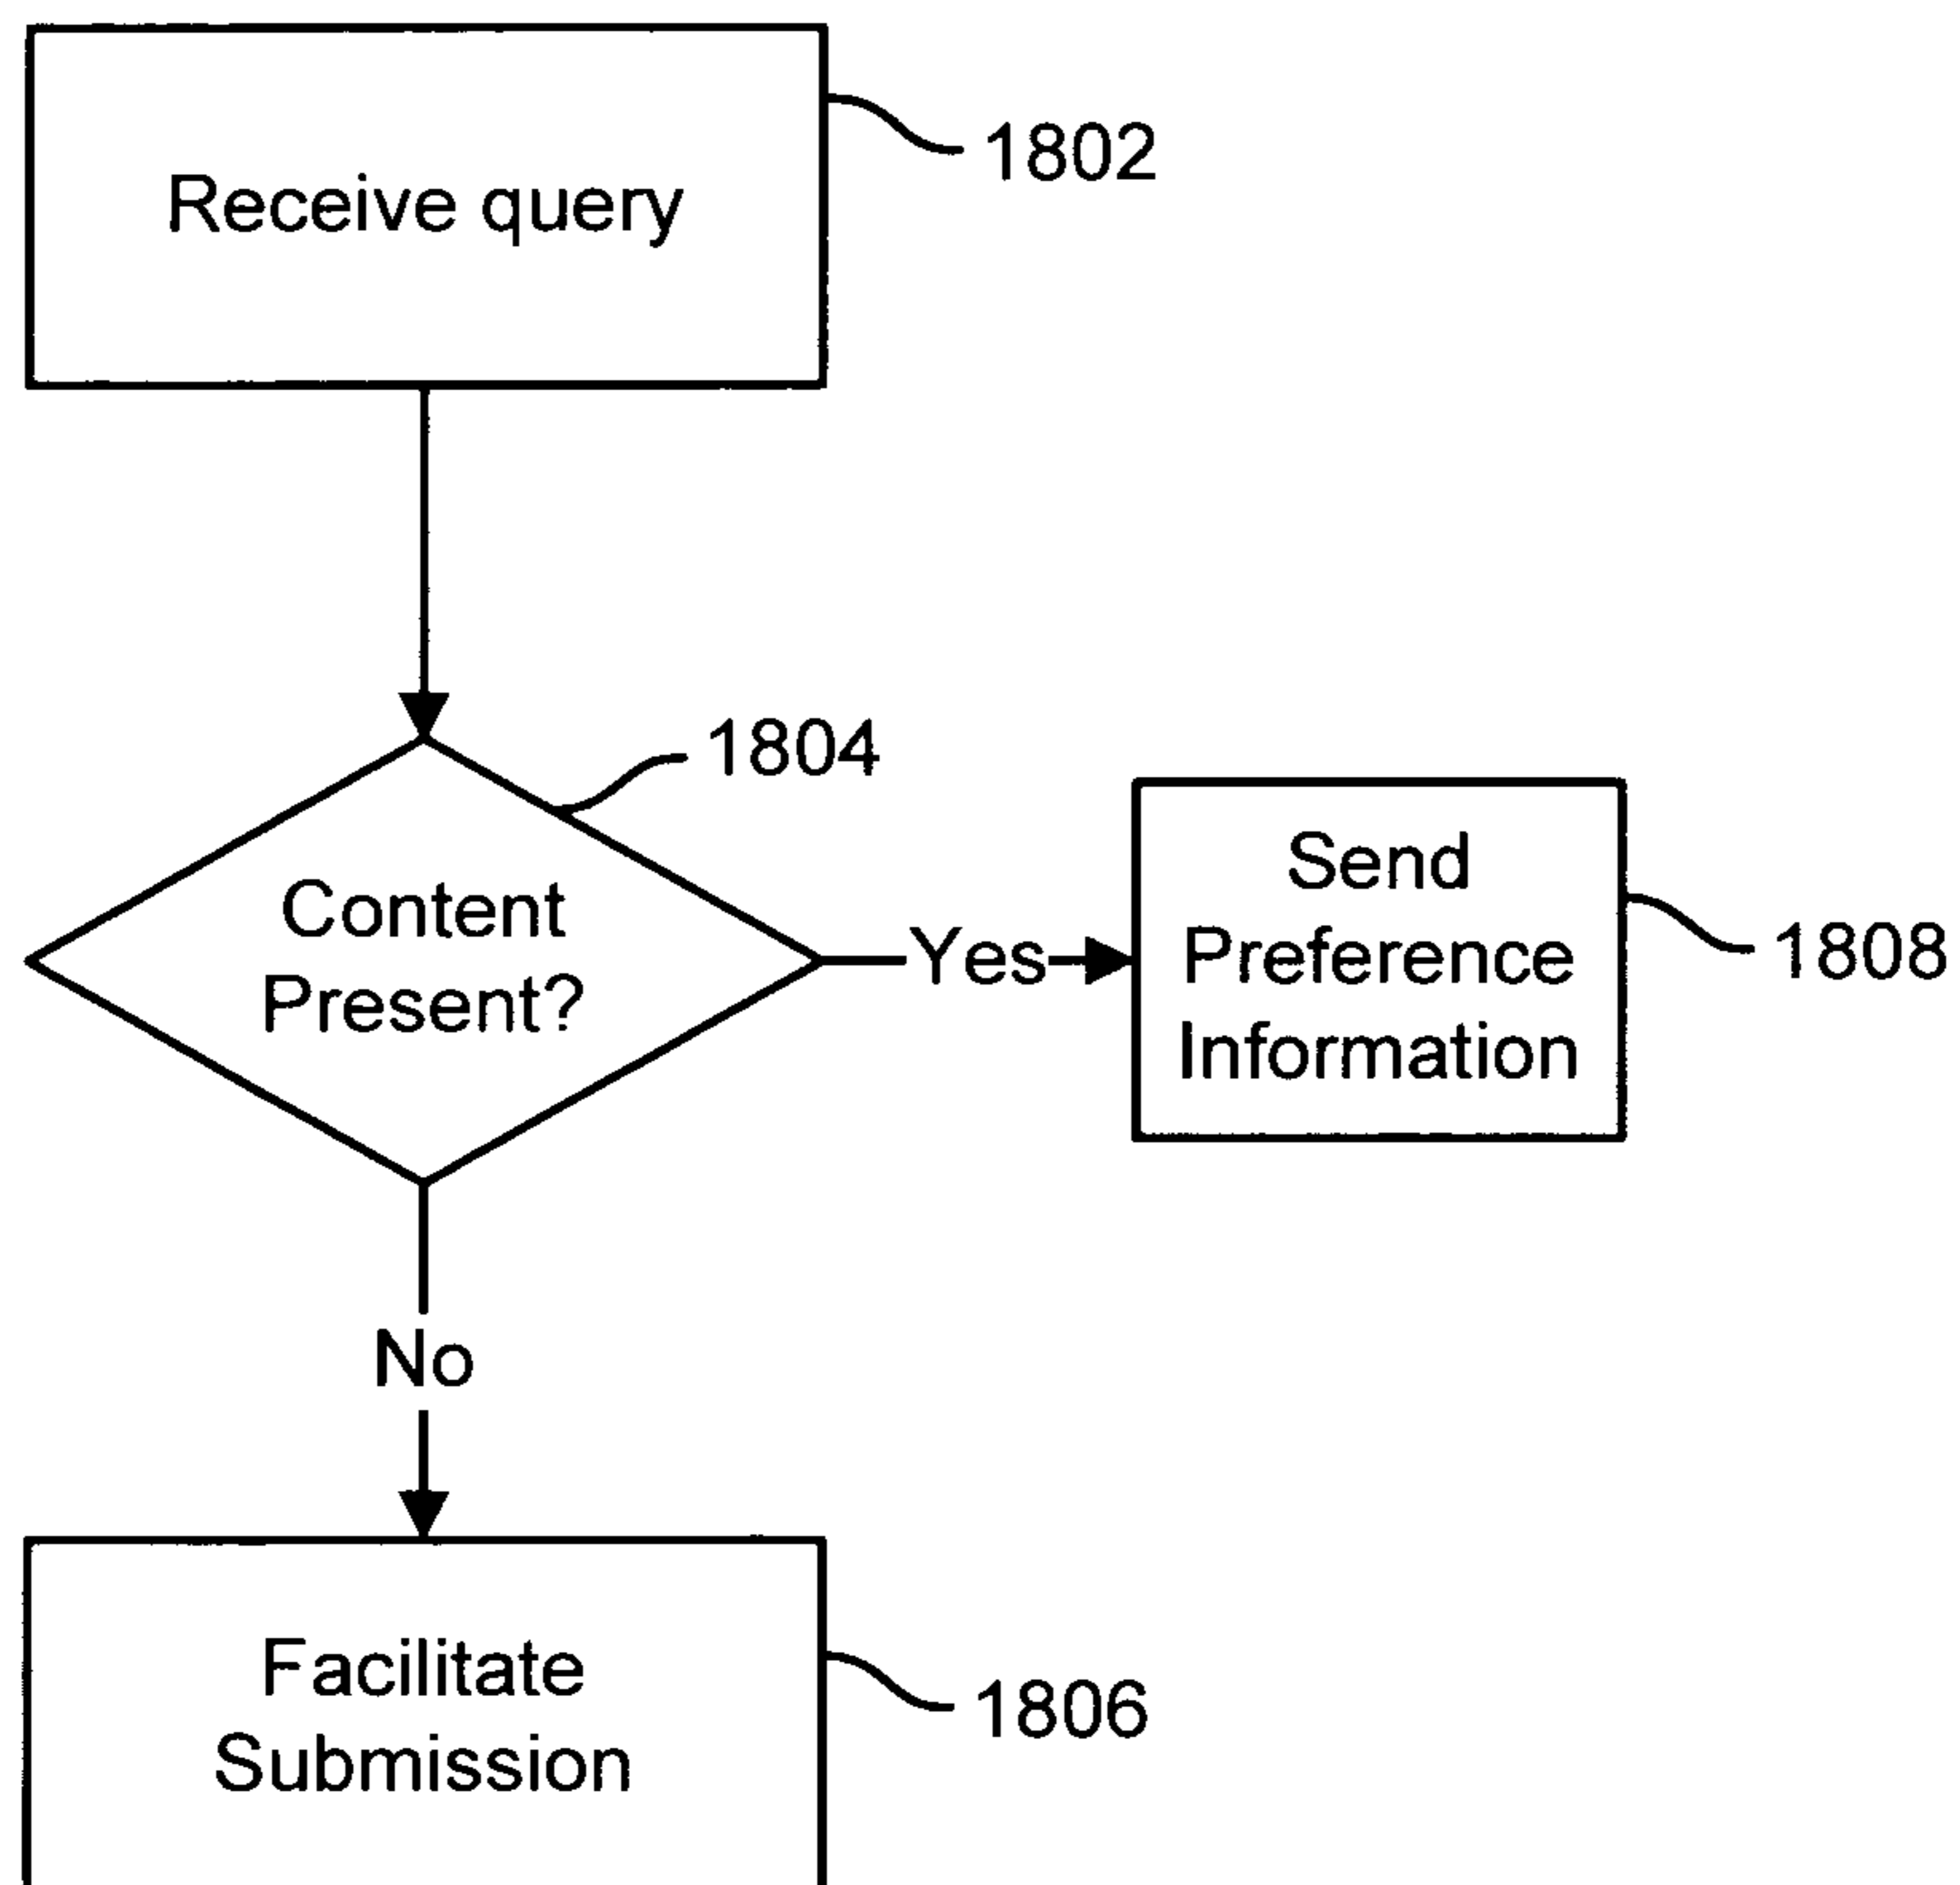 Receive query
1802
1804
Content
Present?
Yes
Send
Preference
Information
1808
No
Facilitate
Submission
1806